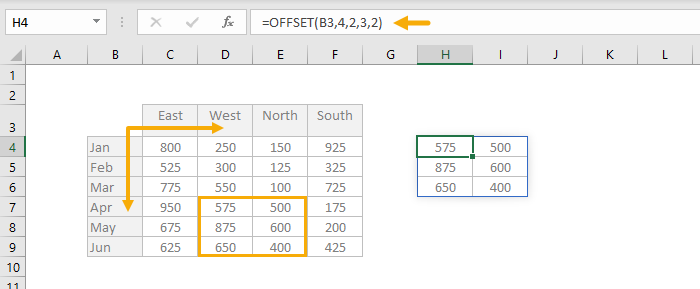 H4 fx =OFFSET(B3,4,2,3,2)
A B C D E F G H I J K L
1
2
3 East West North South
4 Jan 800 250 150 925 575 500
5 Feb 525 300 125 325 875 600
6 Mar 775 550 100 725 650 400
7 Apr 950 575 500 175
8 May 675 875 600 200
9 Jun 625 650 400 425
10
11